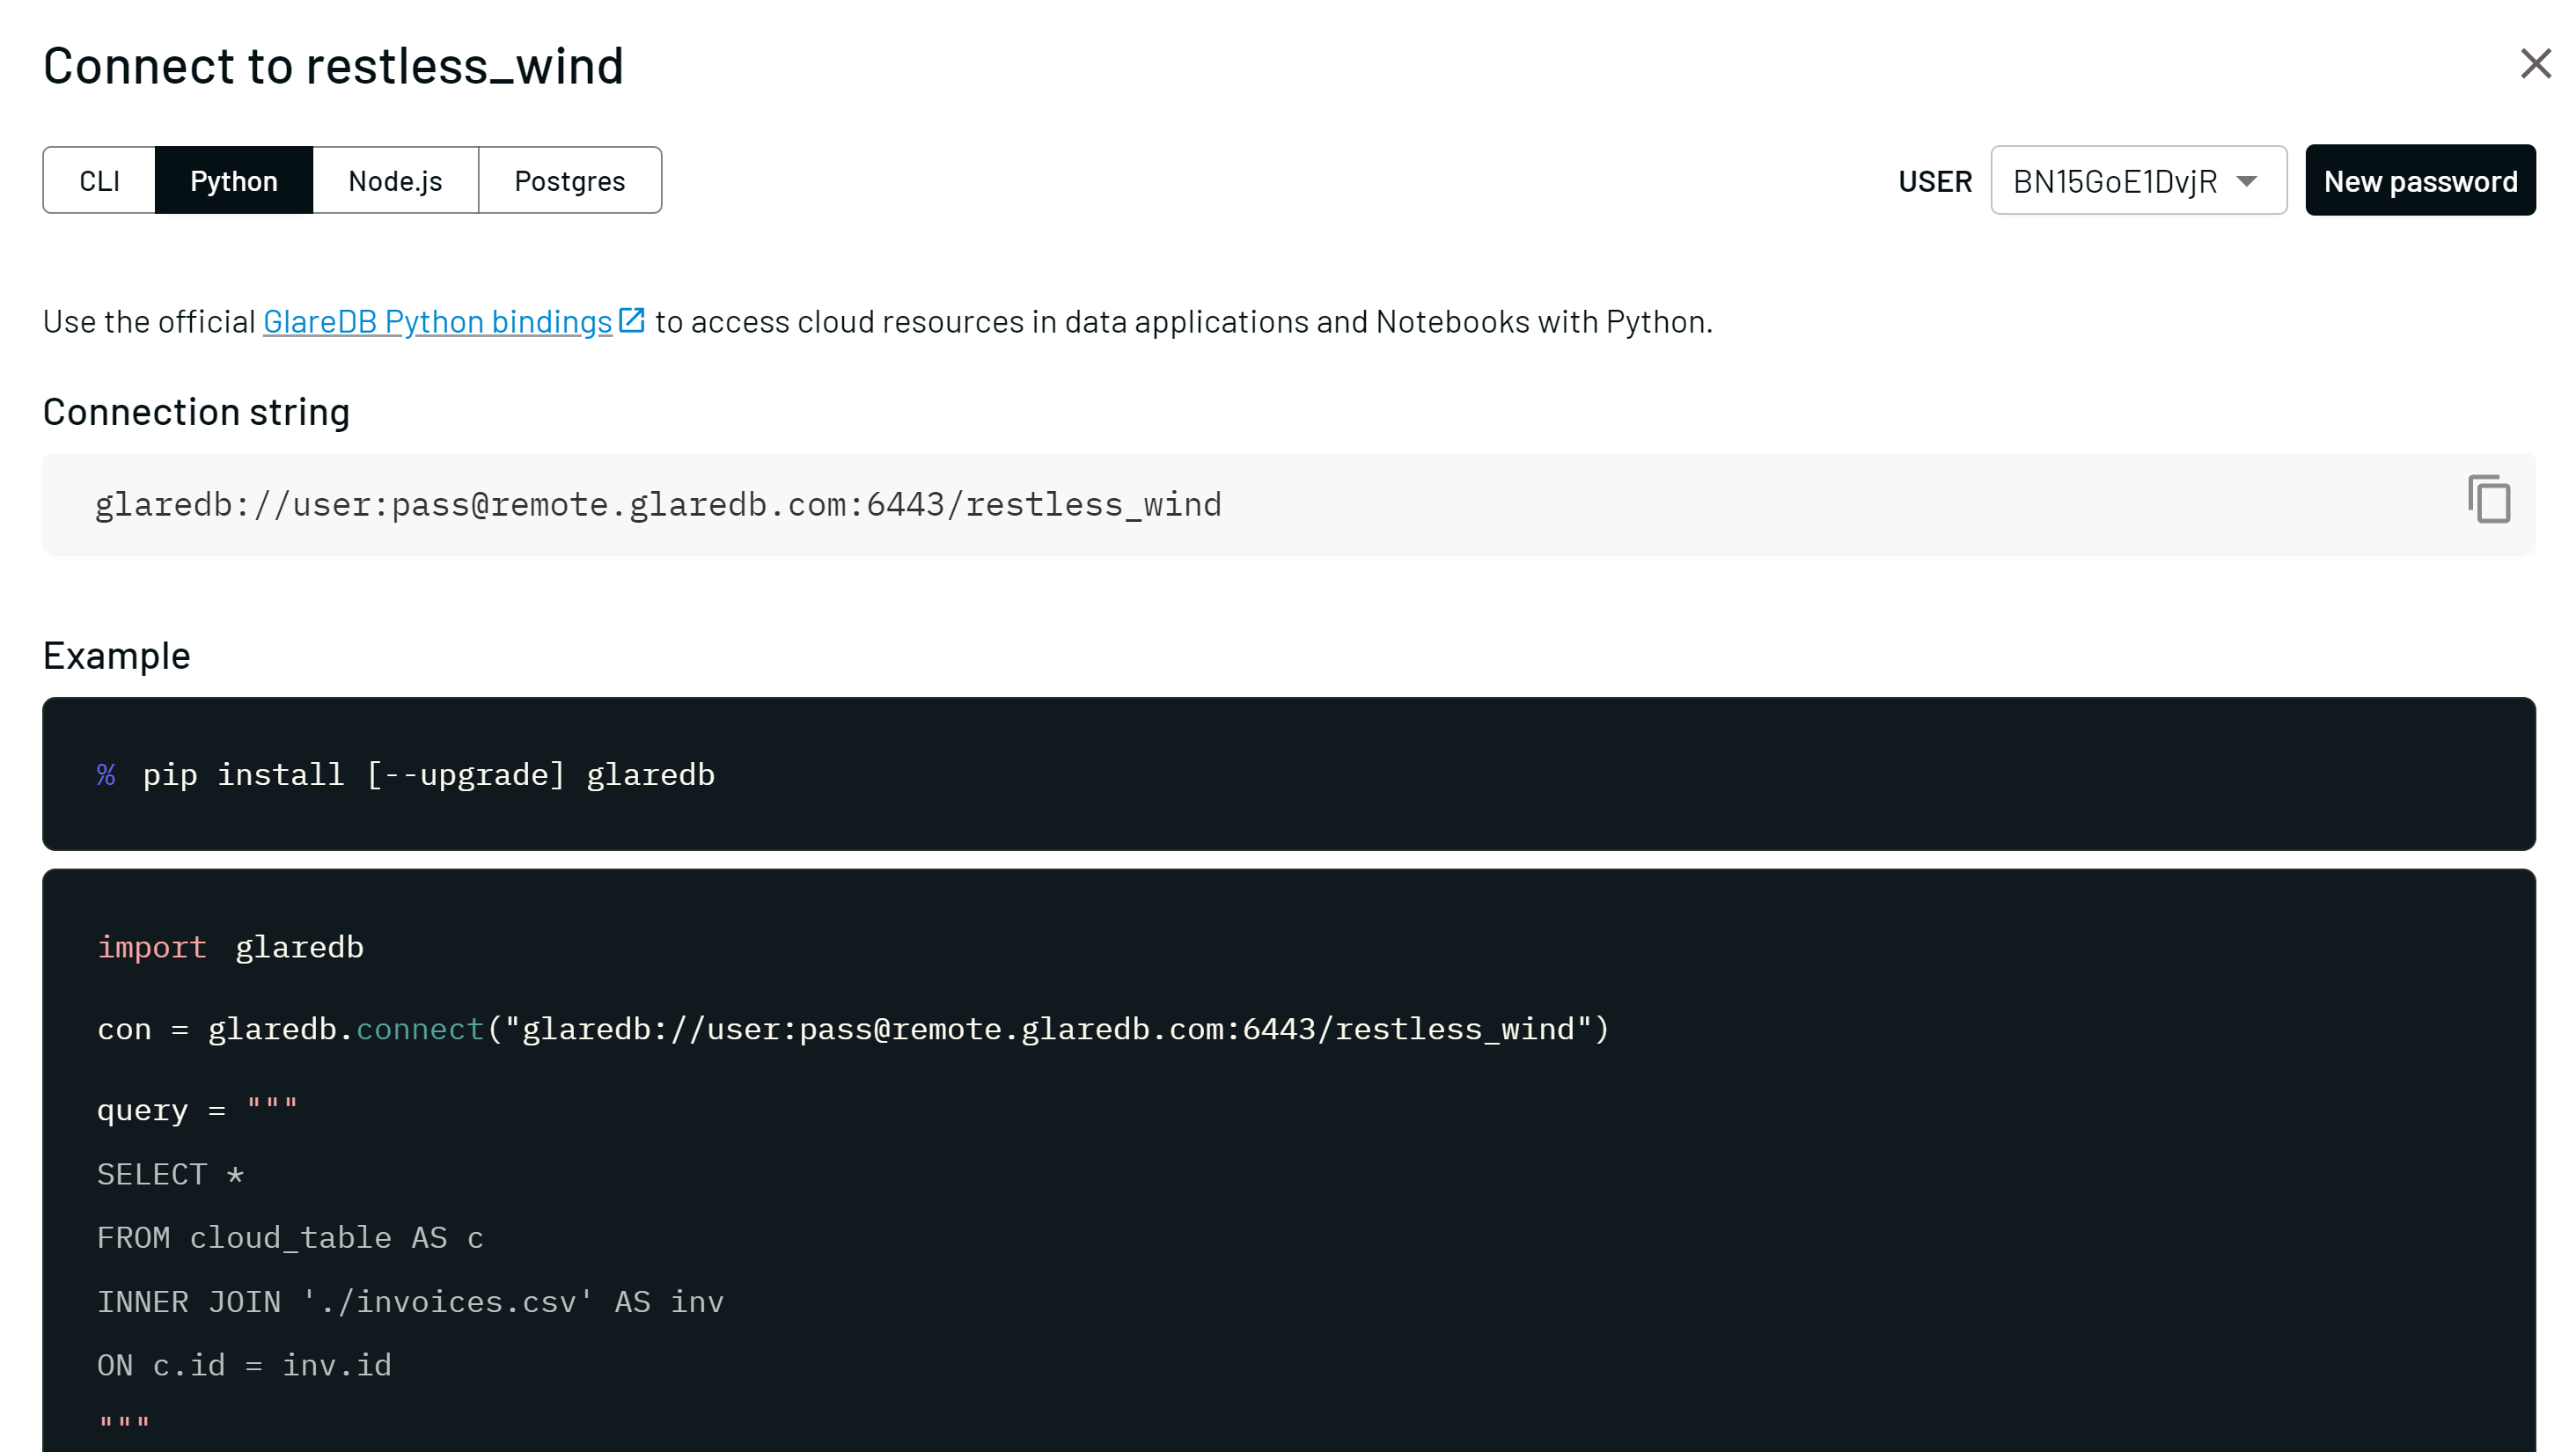 Connect to restless_wind
CLI Python Node.js Postgres USER BN15GoE1DvjR New password
Use the official GlareDB Python bindings to access cloud resources in data applications and Notebooks with Python.
Connection string
glaredb://user:pass@remote.glaredb.com:6443/restless_wind
Example
% pip install [--upgrade] glaredb
import glaredb
con = glaredb.connect("glaredb://user:pass@remote.glaredb.com:6443/restless_wind")
query = """
SELECT *
FROM cloud_table AS c
INNER JOIN './invoices.csv' AS inv
ON c.id = inv.id
"""